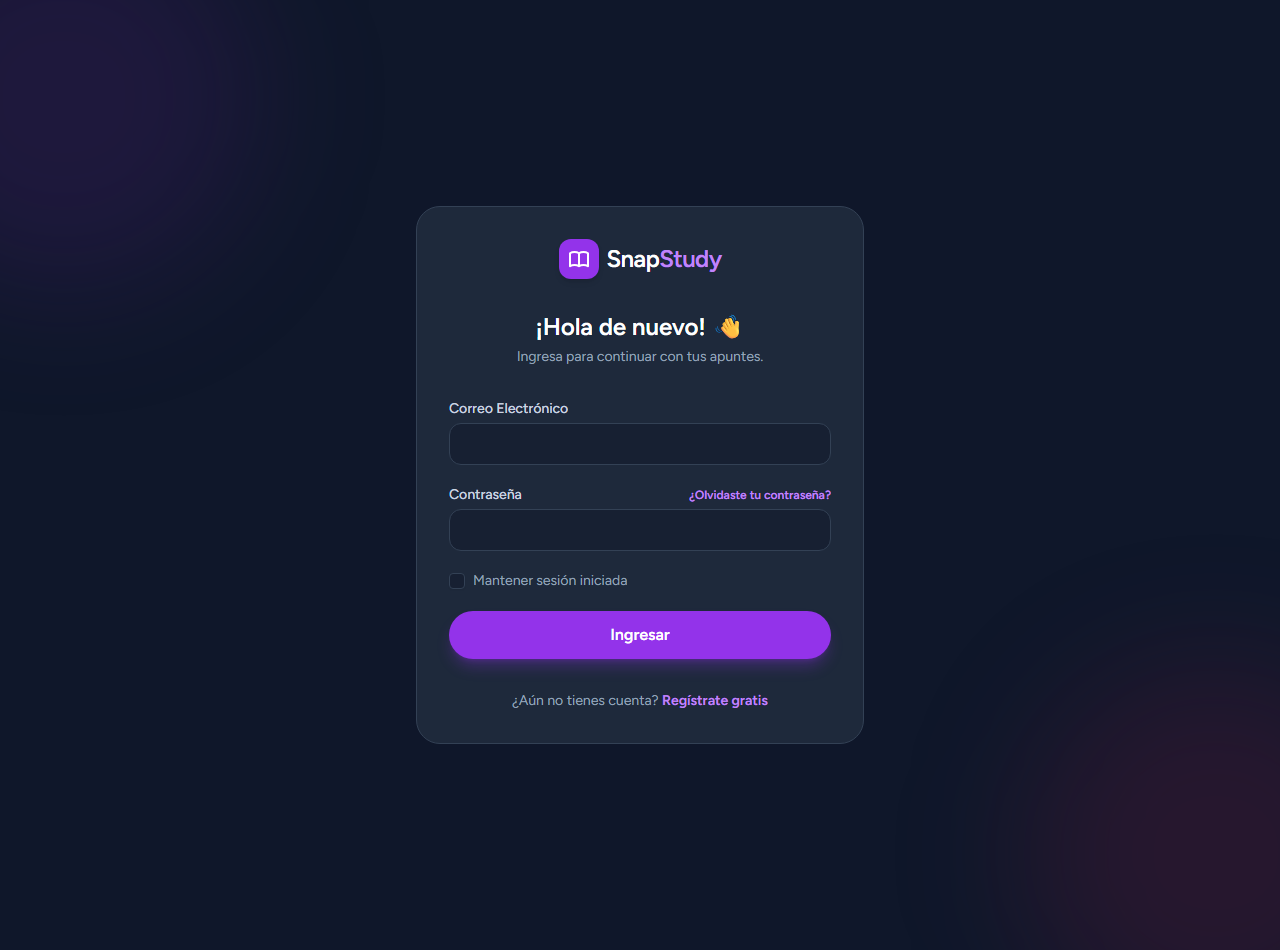 SnapStudy
¡Hola de nuevo! 👋
Ingresa para continuar con tus apuntes.
Correo Electrónico
Contraseña ¿Olvidaste tu contraseña?
Mantener sesión iniciada
Ingresar
¿Aún no tienes cuenta? Regístrate gratis